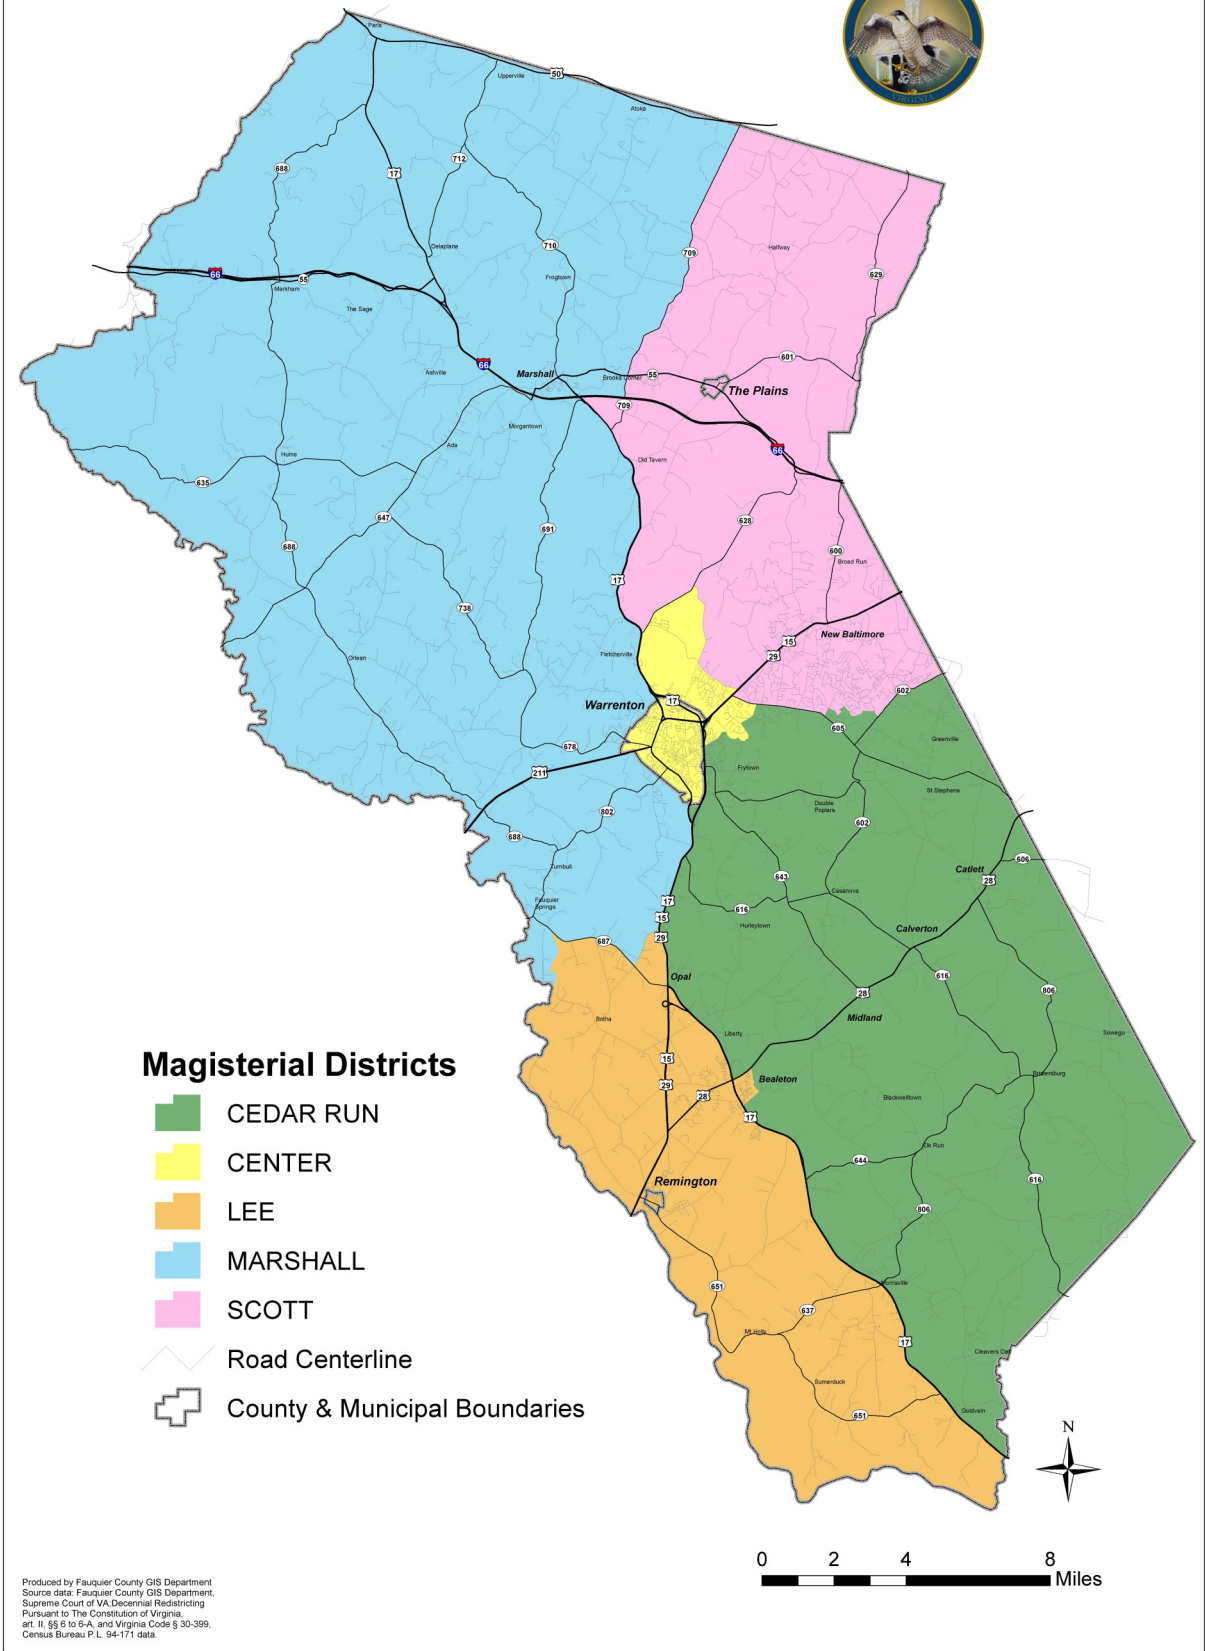 VIRGINIA
Paris
50
Upperville
Atoka
712
688
17
Delaplane
710
709
Halfway
629
66
55
Markham
Frogtown
The Sage
66
601
Ashville
Marshall
Brooks Corner
55
The Plains
709
Morgantown
Ada
66
Hume
Old Tavern
635
647
628
691
688
600
Broad Run
17
738
New Baltimore
15
Fletcherville
29
Orlean
602
17
Warrenton
605
Greenville
678
211
Frytown
St Stephens
Double
Poplars
802
602
688
606
Turnbull
Catlett
643
28
Casanova
Fauquier
Springs
17
616
15
Hurleytown
Calverton
29
687
Opal
616
806
28
Botha
Midland
Liberty
Sowego
15
Bristersburg
Bealeton
29
28
Blackwelltown
17
Elk Run
644
616
Remington
806
651
Morrisville
637
Mt Holly
17
Cleavers Oak
Sumerduck
651
Goldvein
Magisterial Districts
CEDAR RUN
CENTER
LEE
MARSHALL
SCOTT
Road Centerline
County & Municipal Boundaries
N
0 2 4 8
Miles
Produced by Fauquier County GIS Department
Source data: Fauquier County GIS Department,
Supreme Court of VA;Decennial Redistricting
Pursuant to The Constitution of Virginia,
art. II, §§ 6 to 6-A, and Virginia Code § 30-399,
Census Bureau P.L. 94-171 data.